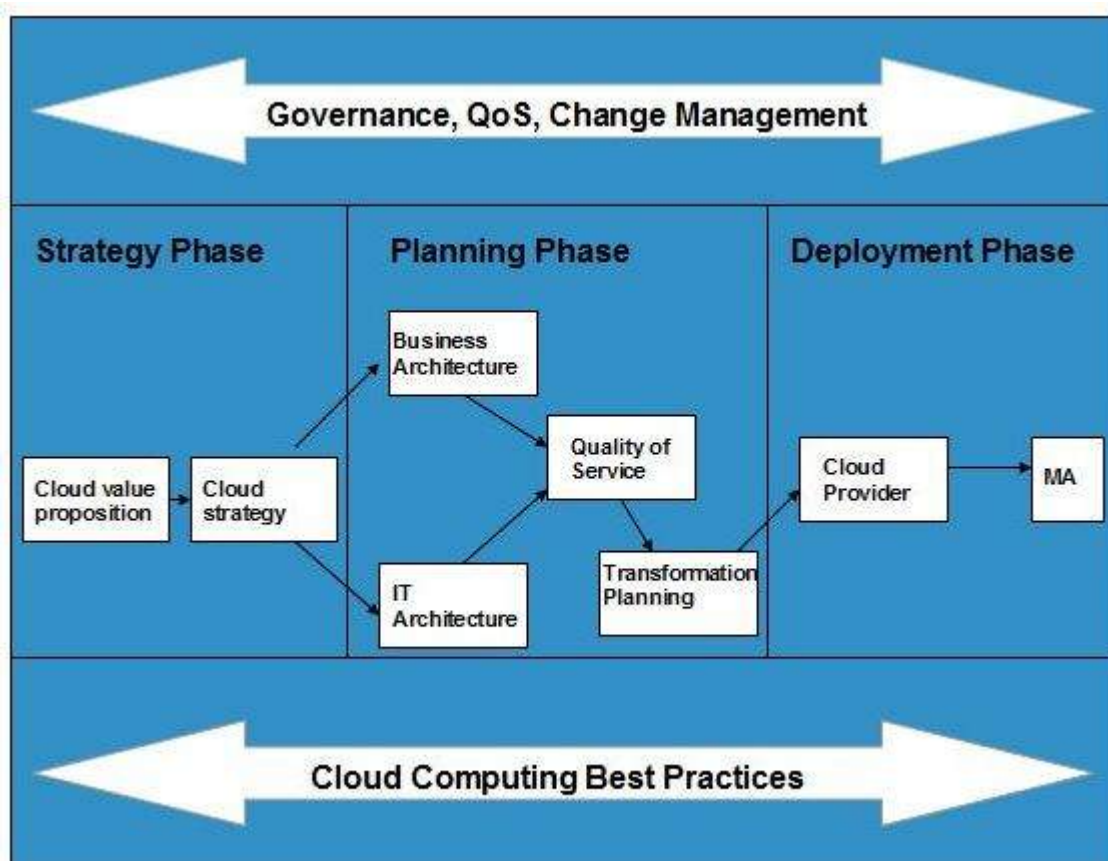 Governance, QoS, Change Management
Strategy Phase
Planning Phase
Deployment Phase
Business
Architecture
Quality of
Service
Cloud value
proposition
Cloud
strategy
IT
Architecture
Transformation
Planning
Cloud
Provider
MA
Cloud Computing Best Practices